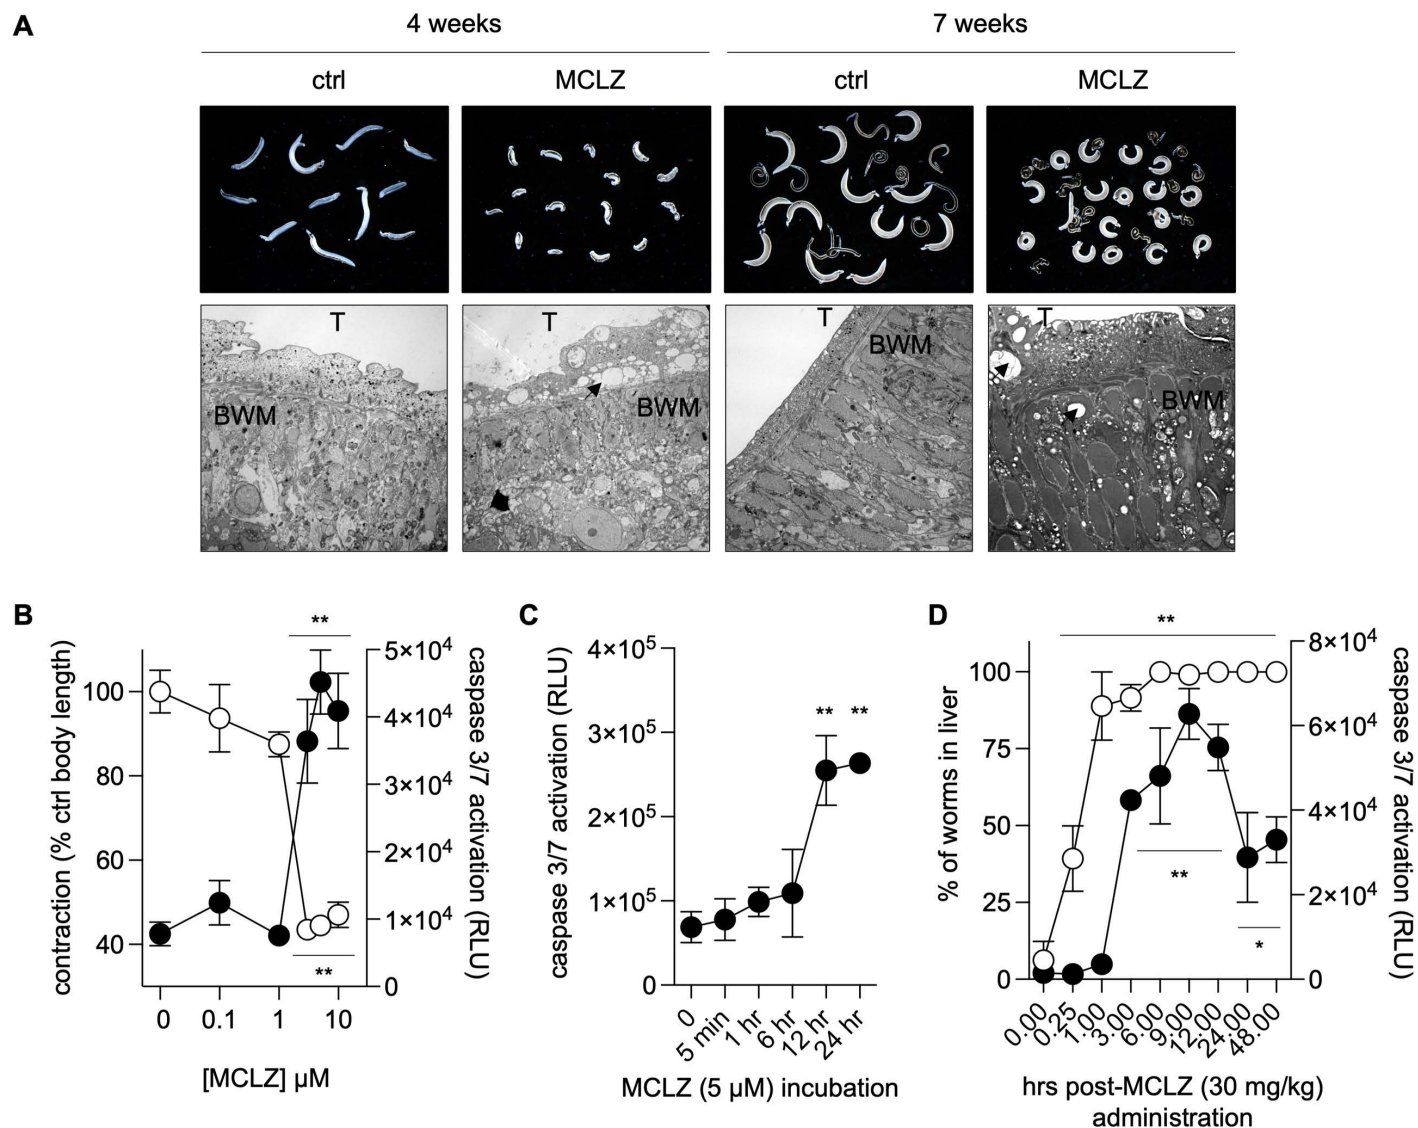 A
4 weeks
7 weeks
ctrl
MCLZ
ctrl
MCLZ
T
BWM
T
BWM
T
BWM
T
BWM
B
contraction (% ctrl body length)
100
80
60
40
**
**
5×10⁴
4×10⁴
3×10⁴
2×10⁴
1×10⁴
0
caspase 3/7 activation (RLU)
0
0.1
1
10
[MCLZ] µM
C
caspase 3/7 activation (RLU)
4×10⁵
3×10⁵
2×10⁵
1×10⁵
0
**
**
0
5 min
1 hr
6 hr
12 hr
24 hr
MCLZ (5 µM) incubation
D
% of worms in liver
100
75
50
25
0
**
**
*
8×10⁴
6×10⁴
4×10⁴
2×10⁴
0
caspase 3/7 activation (RLU)
0.00
0.25
1.00
3.00
6.00
9.00
12.00
24.00
48.00
hrs post-MCLZ (30 mg/kg)
administration